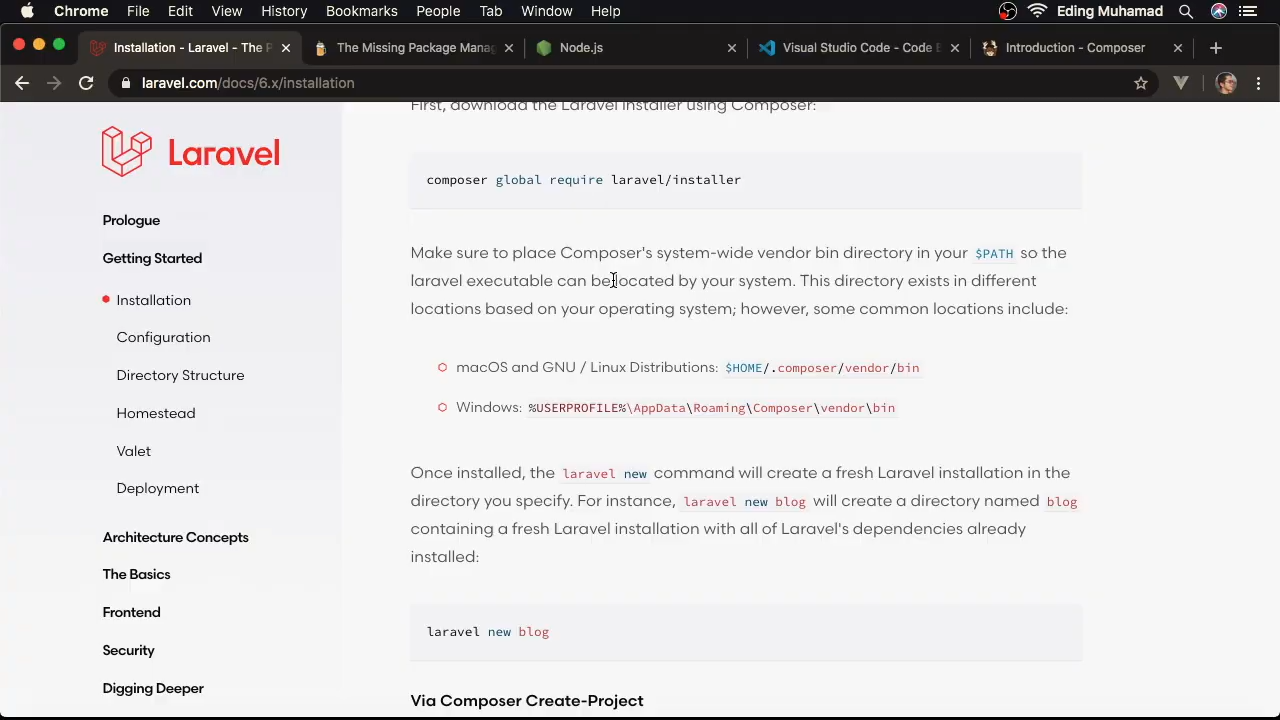 Chrome File Edit View History Bookmarks People Tab Window Help Eding Muhamad
Installation - Laravel - The P The Missing Package Mana Node.js Visual Studio Code - Code E Introduction - Composer
laravel.com/docs/6.x/installation
First, download the Laravel installer using Composer:
Laravel
composer global require laravel/installer
Prologue
Getting Started
Make sure to place Composer's system-wide vendor bin directory in your $PATH so the
laravel executable can be located by your system. This directory exists in different
locations based on your operating system; however, some common locations include:
Installation
Configuration
macOS and GNU / Linux Distributions: $HOME/.composer/vendor/bin
Directory Structure
Windows: %USERPROFILE%\AppData\Roaming\Composer\vendor\bin
Homestead
Valet
Once installed, the laravel new command will create a fresh Laravel installation in the
directory you specify. For instance, laravel new blog will create a directory named blog
containing a fresh Laravel installation with all of Laravel's dependencies already
installed:
Deployment
Architecture Concepts
The Basics
Frontend
laravel new blog
Security
Digging Deeper
Via Composer Create-Project